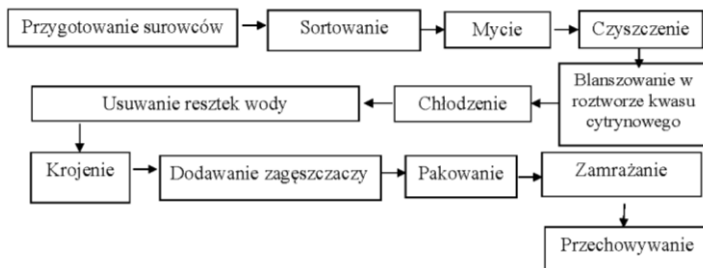 Przygotowanie surowców
Sortowanie
Mycie
Czyszczenie
Blanszowanie w
roztworze kwasu
cytrynowego
Chłodzenie
Usuwanie resztek wody
Krojenie
Dodawanie zagęszczaczy
Pakowanie
Zamrażanie
Przechowywanie